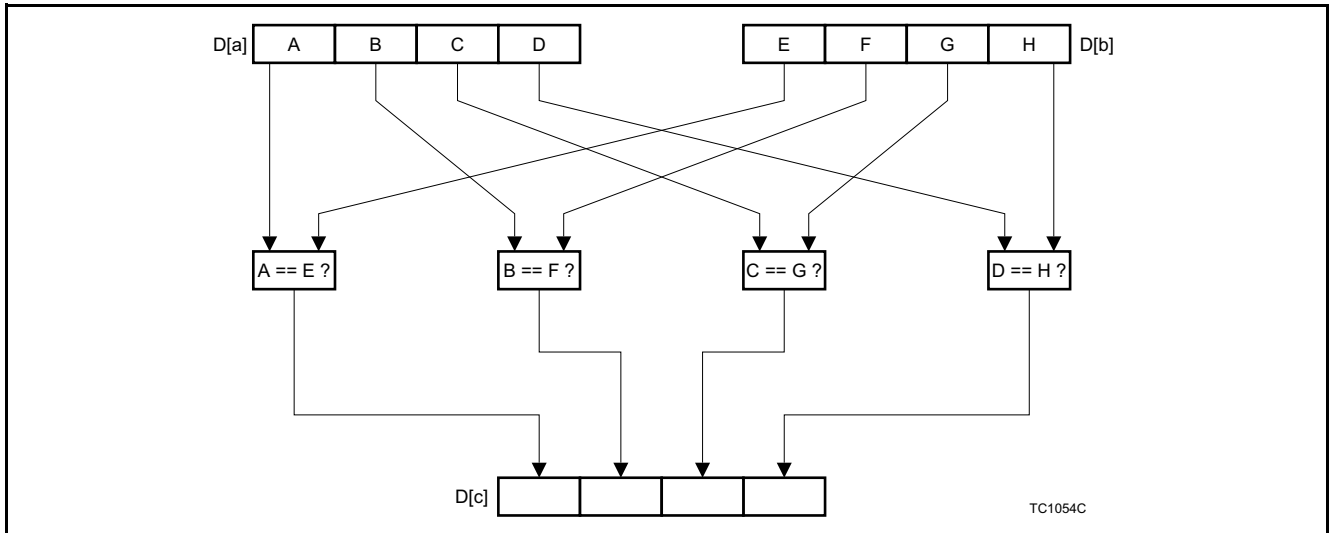 D[a] A B C D E F G H D[b]
A == E ? B == F ? C == G ? D == H ?
D[c]
TC1054C